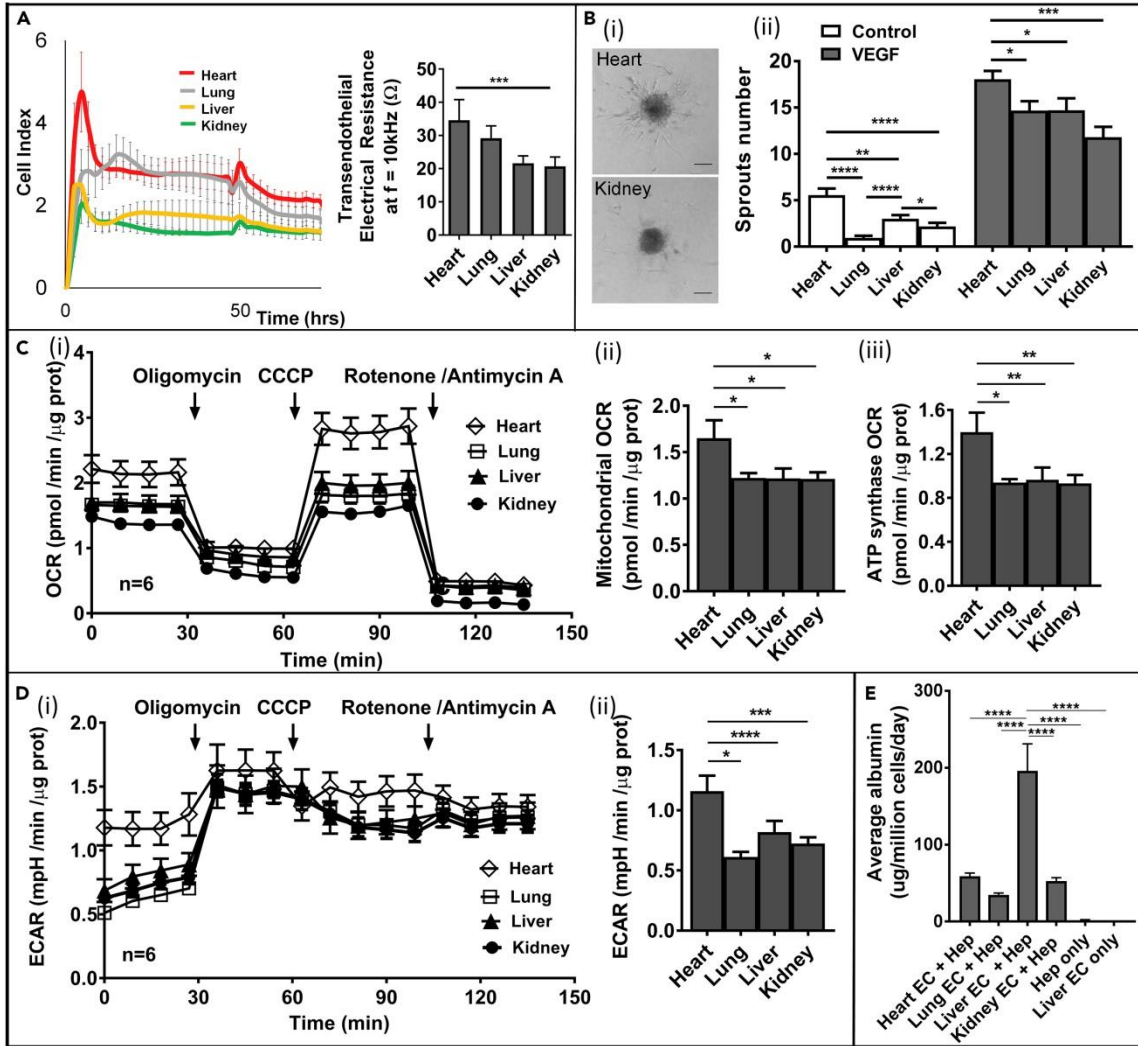 A
6
4
2
0
Cell Index
Heart
Lung
Liver
Kidney
0
50
Time (hrs)
Transendothelial
Electrical Resistance
at f = 10kHz (Ω)
50
40
30
20
10
0
***
Heart
Lung
Liver
Kidney
B
(i)
Heart
Kidney
(ii)
Control
VEGF
Sprouts number
20
15
10
5
0
****
**
****
****
*
***
*
*
Heart
Lung
Liver
Kidney
Heart
Lung
Liver
Kidney
C
(i)
OCR (pmol /min /µg prot)
4
3
2
1
0
Oligomycin
CCCP
Rotenone /Antimycin A
Heart
Lung
Liver
Kidney
n=6
0
30
60
90
120
150
Time (min)
(ii)
Mitochondrial OCR
(pmol /min /µg prot)
2.0
1.5
1.0
0.5
0.0
*
*
*
Heart
Lung
Liver
Kidney
(iii)
ATP synthase OCR
(pmol /min /µg prot)
1.6
1.2
0.8
0.4
0.0
**
**
*
Heart
Lung
Liver
Kidney
D
(i)
ECAR (mpH /min /µg prot)
2.0
1.5
1.0
0.5
0.0
Oligomycin
CCCP
Rotenone /Antimycin A
Heart
Lung
Liver
Kidney
n=6
0
30
60
90
120
150
Time (min)
(ii)
ECAR (mpH /min /µg prot)
1.5
1.0
0.5
0.0
***
****
*
Heart
Lung
Liver
Kidney
E
Average albumin
(ug/million cells/day)
300
200
100
50
0
****
****
****
****
****
Heart EC + Hep
Lung EC + Hep
Liver EC + Hep
Kidney EC + Hep
Hep only
Liver EC only